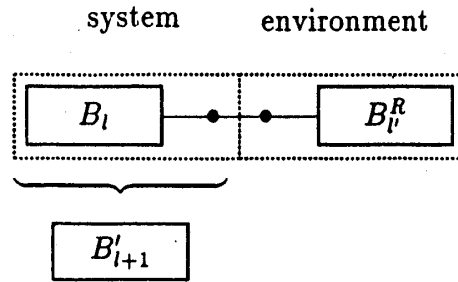 system environment
B_l B^R_{l'}
B'_{l+1}